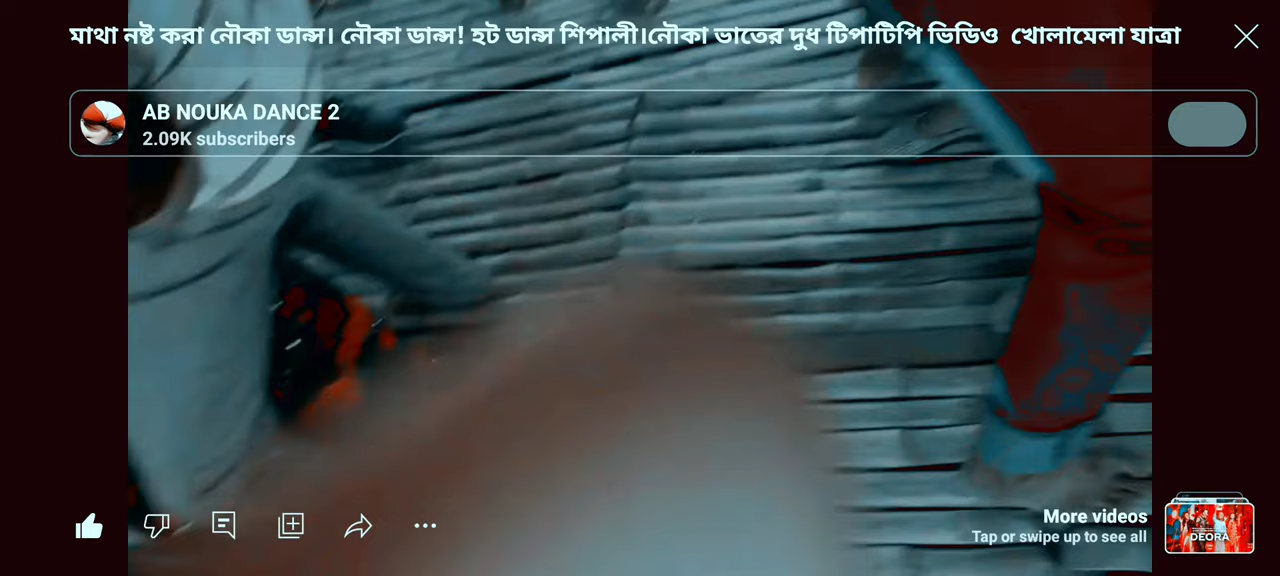 মাথা নষ্ট করা নৌকা ডান্স। নৌকা ডান্স! হট ডান্স শিপালী।নৌকা ভাতের দুধ টিপাটিপি ভিডিও খোলামেলা যাত্রা
AB NOUKA DANCE 2
2.09K subscribers
More videos
Tap or swipe up to see all
DEORA